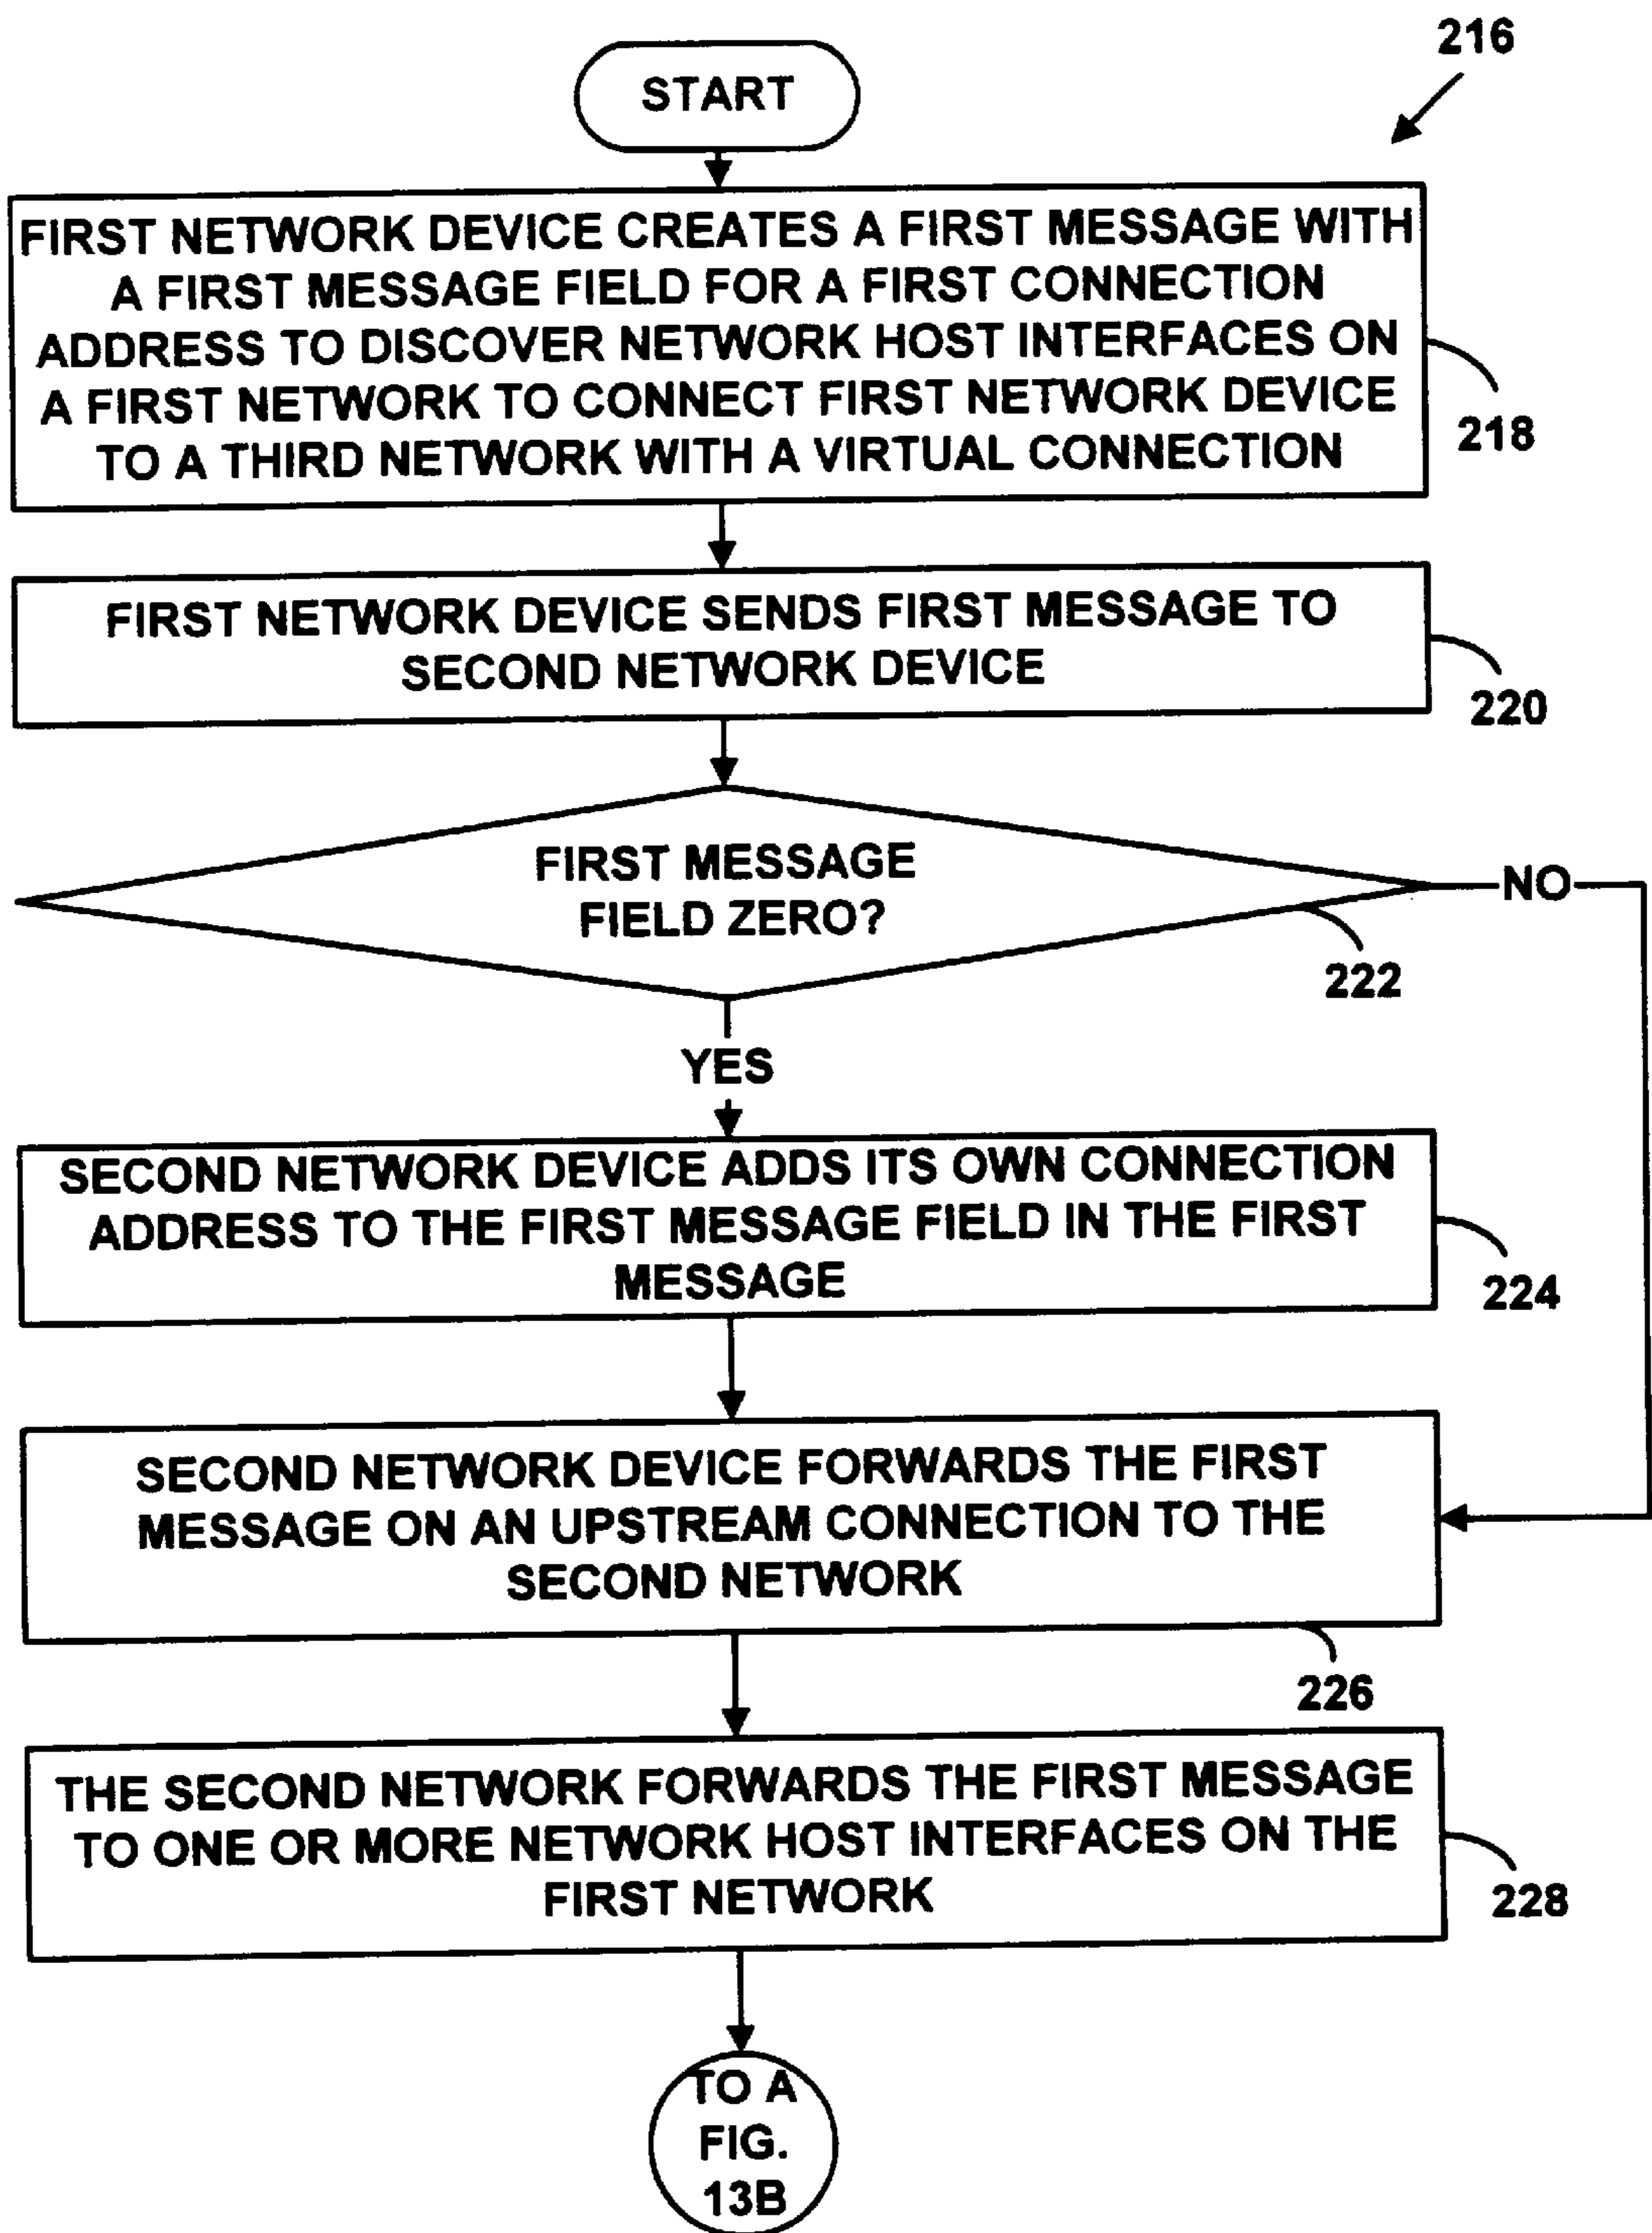 216
START
FIRST NETWORK DEVICE CREATES A FIRST MESSAGE WITH
A FIRST MESSAGE FIELD FOR A FIRST CONNECTION
ADDRESS TO DISCOVER NETWORK HOST INTERFACES ON
A FIRST NETWORK TO CONNECT FIRST NETWORK DEVICE
TO A THIRD NETWORK WITH A VIRTUAL CONNECTION
218
FIRST NETWORK DEVICE SENDS FIRST MESSAGE TO
SECOND NETWORK DEVICE
220
FIRST MESSAGE
FIELD ZERO?
NO
222
YES
SECOND NETWORK DEVICE ADDS ITS OWN CONNECTION
ADDRESS TO THE FIRST MESSAGE FIELD IN THE FIRST
MESSAGE
224
SECOND NETWORK DEVICE FORWARDS THE FIRST
MESSAGE ON AN UPSTREAM CONNECTION TO THE
SECOND NETWORK
226
THE SECOND NETWORK FORWARDS THE FIRST MESSAGE
TO ONE OR MORE NETWORK HOST INTERFACES ON THE
FIRST NETWORK
228
TO A
FIG.
13B